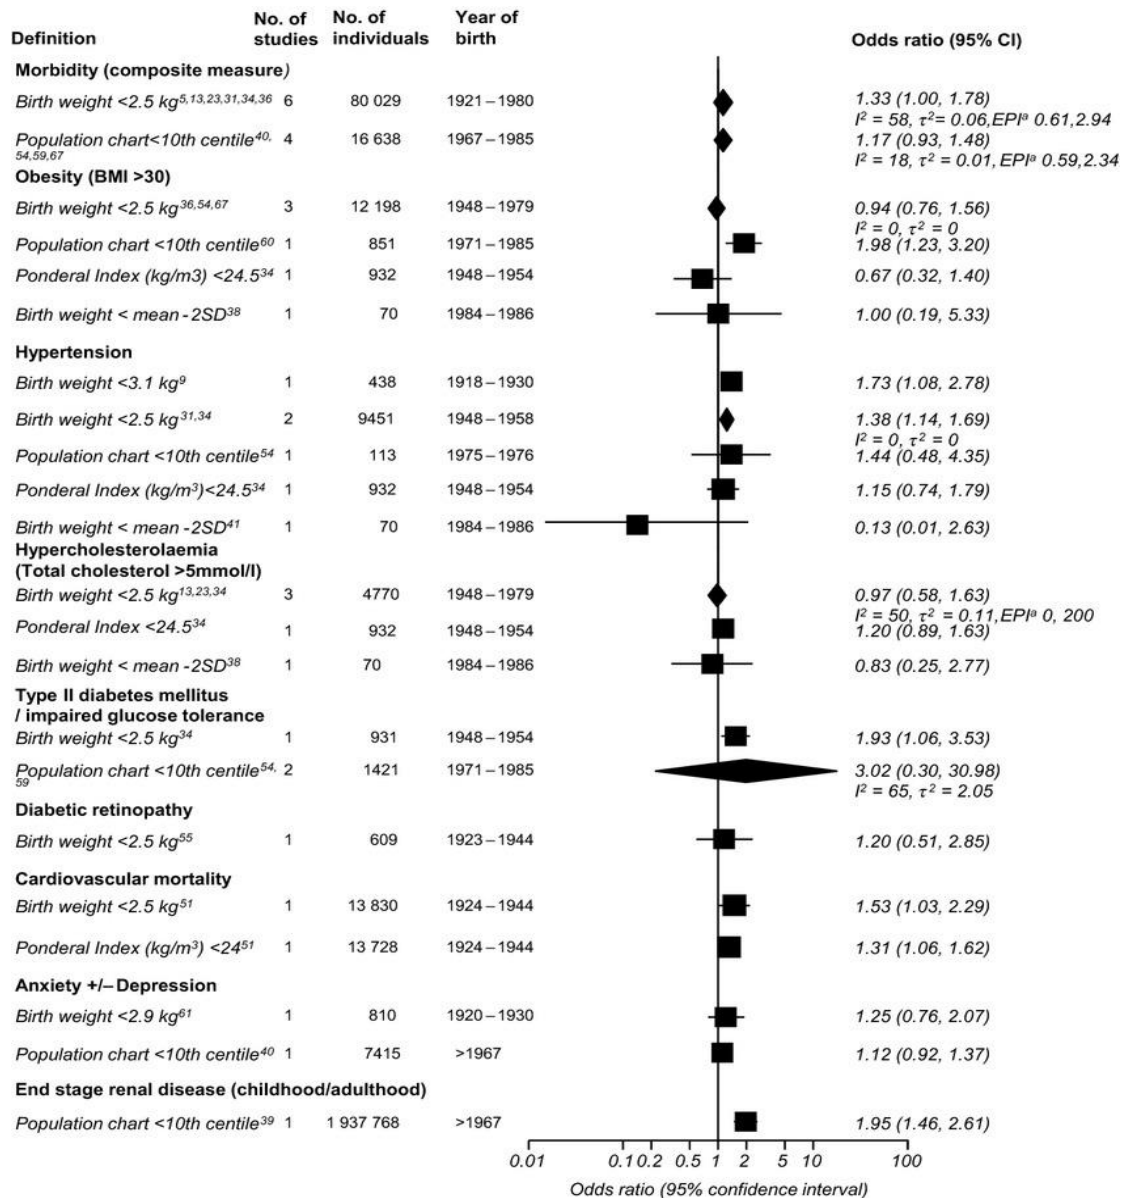 Definition No. of studies No. of individuals Year of birth Odds ratio (95% CI)
Morbidity (composite measure)
Birth weight <2.5 kg5,13,23,31,34,36 6 80 029 1921–1980 1.33 (1.00, 1.78)
I² = 58, τ²= 0.06,EPIᵃ 0.61,2.94
Population chart<10th centile40, 54,59,67 4 16 638 1967–1985 1.17 (0.93, 1.48)
I² = 18, τ² = 0.01,EPIᵃ 0.59,2.34
Obesity (BMI >30)
Birth weight <2.5 kg36,54,67 3 12 198 1948–1979 0.94 (0.76, 1.56)
I² = 0, τ² = 0
Population chart <10th centile60 1 851 1971–1985 1.98 (1.23, 3.20)
Ponderal Index (kg/m3) <24.534 1 932 1948–1954 0.67 (0.32, 1.40)
Birth weight < mean-2SD38 1 70 1984–1986 1.00 (0.19, 5.33)
Hypertension
Birth weight <3.1 kg9 1 438 1918–1930 1.73 (1.08, 2.78)
Birth weight <2.5 kg31,34 2 9451 1948–1958 1.38 (1.14, 1.69)
I² = 0, τ² = 0
Population chart <10th centile54 1 113 1975–1976 1.44 (0.48, 4.35)
Ponderal Index (kg/m³)<24.534 1 932 1948–1954 1.15 (0.74, 1.79)
Birth weight < mean-2SD41 1 70 1984–1986 0.13 (0.01, 2.63)
Hypercholesterolaemia
(Total cholesterol >5mmol/l)
Birth weight <2.5 kg13,23,34 3 4770 1948–1979 0.97 (0.58, 1.63)
I² = 50, τ² = 0.11,EPIᵃ 0, 200
Ponderal Index <24.534 1 932 1948–1954 1.20 (0.89, 1.63)
Birth weight < mean-2SD38 1 70 1984–1986 0.83 (0.25, 2.77)
Type II diabetes mellitus
/ impaired glucose tolerance
Birth weight <2.5 kg34 1 931 1948–1954 1.93 (1.06, 3.53)
Population chart <10th centile54, 59 2 1421 1971–1985 3.02 (0.30, 30.98)
I² = 65, τ² = 2.05
Diabetic retinopathy
Birth weight <2.5 kg55 1 609 1923–1944 1.20 (0.51, 2.85)
Cardiovascular mortality
Birth weight <2.5 kg51 1 13 830 1924–1944 1.53 (1.03, 2.29)
Ponderal Index (kg/m³) <2451 1 13 728 1924–1944 1.31 (1.06, 1.62)
Anxiety +/–Depression
Birth weight <2.9 kg61 1 810 1920–1930 1.25 (0.76, 2.07)
Population chart <10th centile40 1 7415 >1967 1.12 (0.92, 1.37)
End stage renal disease (childhood/adulthood)
Population chart <10th centile39 1 1 937 768 >1967 1.95 (1.46, 2.61)
0.01 0.1 0.2 0.5 1 2 5 10 100
Odds ratio (95% confidence interval)